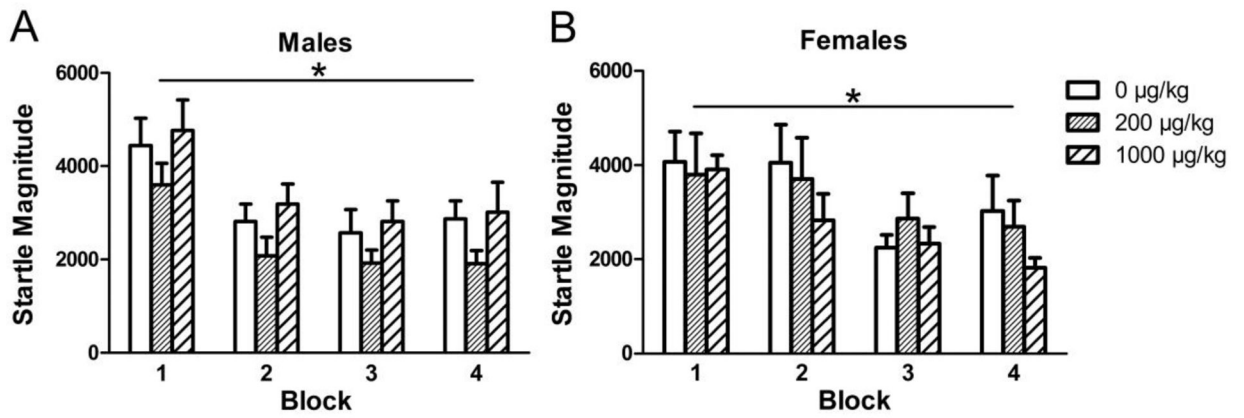 A
Males
*
6000
4000
2000
0
Startle Magnitude
1 2 3 4
Block
B
Females
*
6000
4000
2000
0
Startle Magnitude
1 2 3 4
Block
0 µg/kg
200 µg/kg
1000 µg/kg